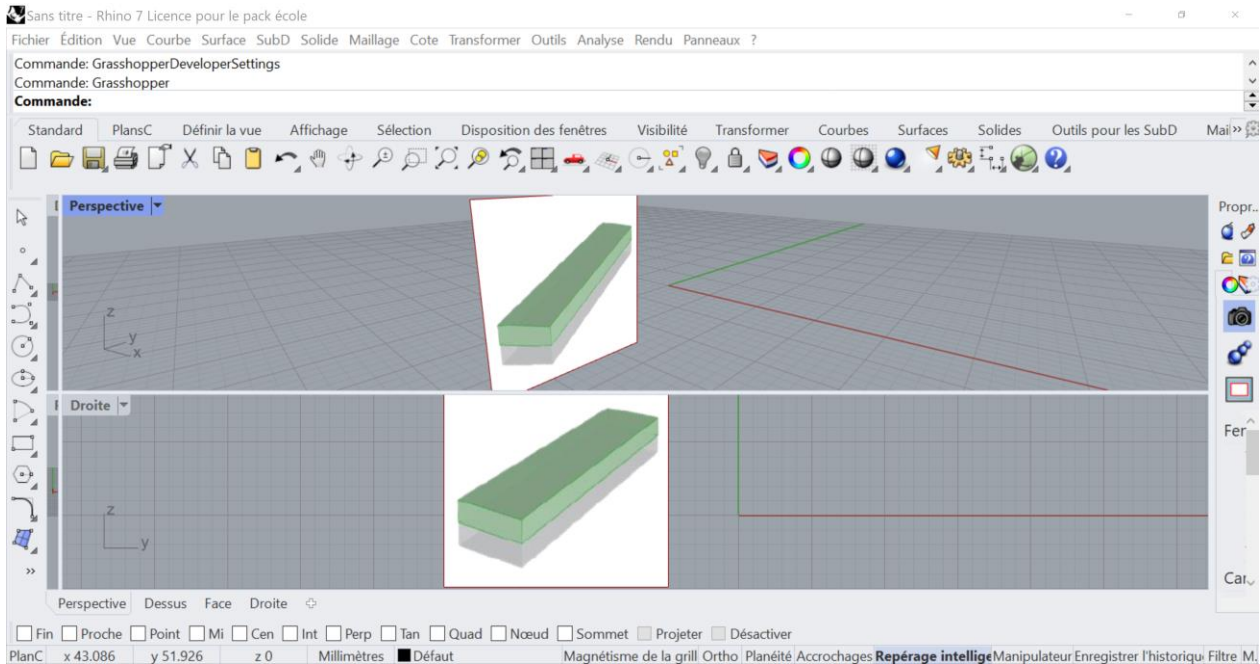 Sans titre - Rhino 7 Licence pour le pack école
Fichier Édition Vue Courbe Surface SubD Solide Maillage Cote Transformer Outils Analyse Rendu Panneaux ?
Commande: GrasshopperDeveloperSettings
Commande: Grasshopper
Commande:
Standard PlansC Définir la vue Affichage Sélection Disposition des fenêtres Visibilité Transformer Courbes Surfaces Solides Outils pour les SubD Mai »
Perspective
Propr...
z
y
x
Droite
Fer
z
y
Car
Perspective Dessus Face Droite
Fin Proche Point Mi Cen Int Perp Tan Quad Nœud Sommet Projeter Désactiver
PlanC x 43.086 y 51.926 z 0 Millimètres Défaut Magnétisme de la grill Ortho Planéité Accrochages Repérage intellige Manipulateur Enregistrer l'historiqu Filtre M